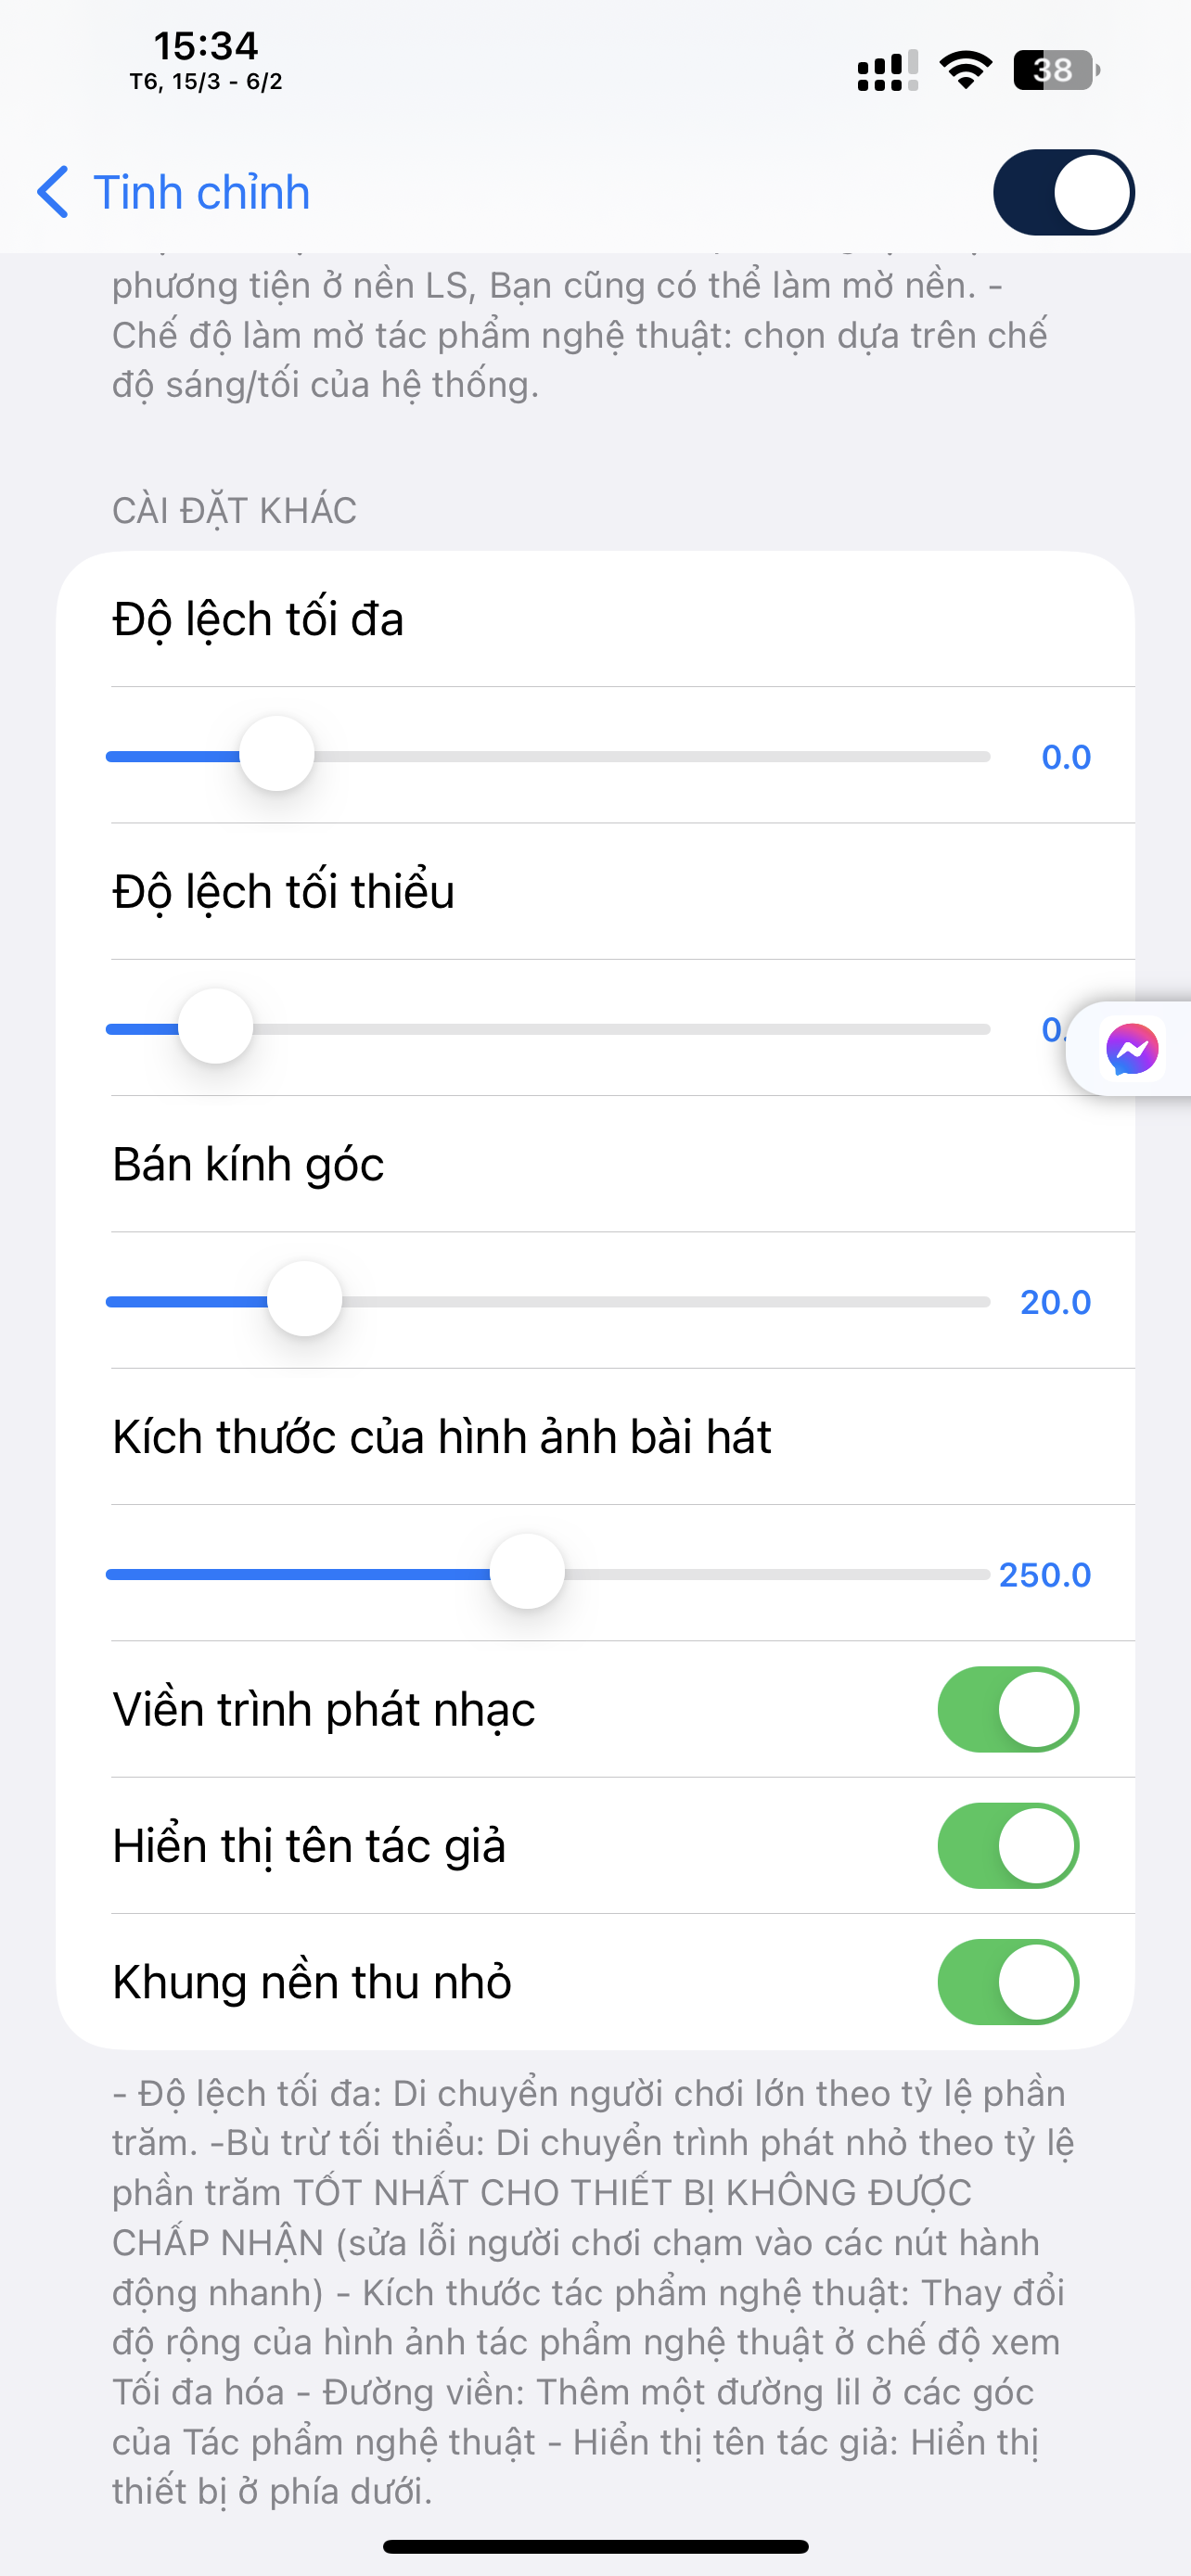 15:34
T6, 15/3 - 6/2
38
Tinh chỉnh
phương tiện ở nền LS, Bạn cũng có thể làm mờ nền. -
Chế độ làm mờ tác phẩm nghệ thuật: chọn dựa trên chế
độ sáng/tối của hệ thống.
CÀI ĐẶT KHÁC
Độ lệch tối đa
0.0
Độ lệch tối thiểu
0.
Bán kính góc
20.0
Kích thước của hình ảnh bài hát
250.0
Viền trình phát nhạc
Hiển thị tên tác giả
Khung nền thu nhỏ
- Độ lệch tối đa: Di chuyển người chơi lớn theo tỷ lệ phần
trăm. -Bù trừ tối thiểu: Di chuyển trình phát nhỏ theo tỷ lệ
phần trăm TỐT NHẤT CHO THIẾT BỊ KHÔNG ĐƯỢC
CHẤP NHẬN (sửa lỗi người chơi chạm vào các nút hành
động nhanh) - Kích thước tác phẩm nghệ thuật: Thay đổi
độ rộng của hình ảnh tác phẩm nghệ thuật ở chế độ xem
Tối đa hóa - Đường viền: Thêm một đường lil ở các góc
của Tác phẩm nghệ thuật - Hiển thị tên tác giả: Hiển thị
thiết bị ở phía dưới.